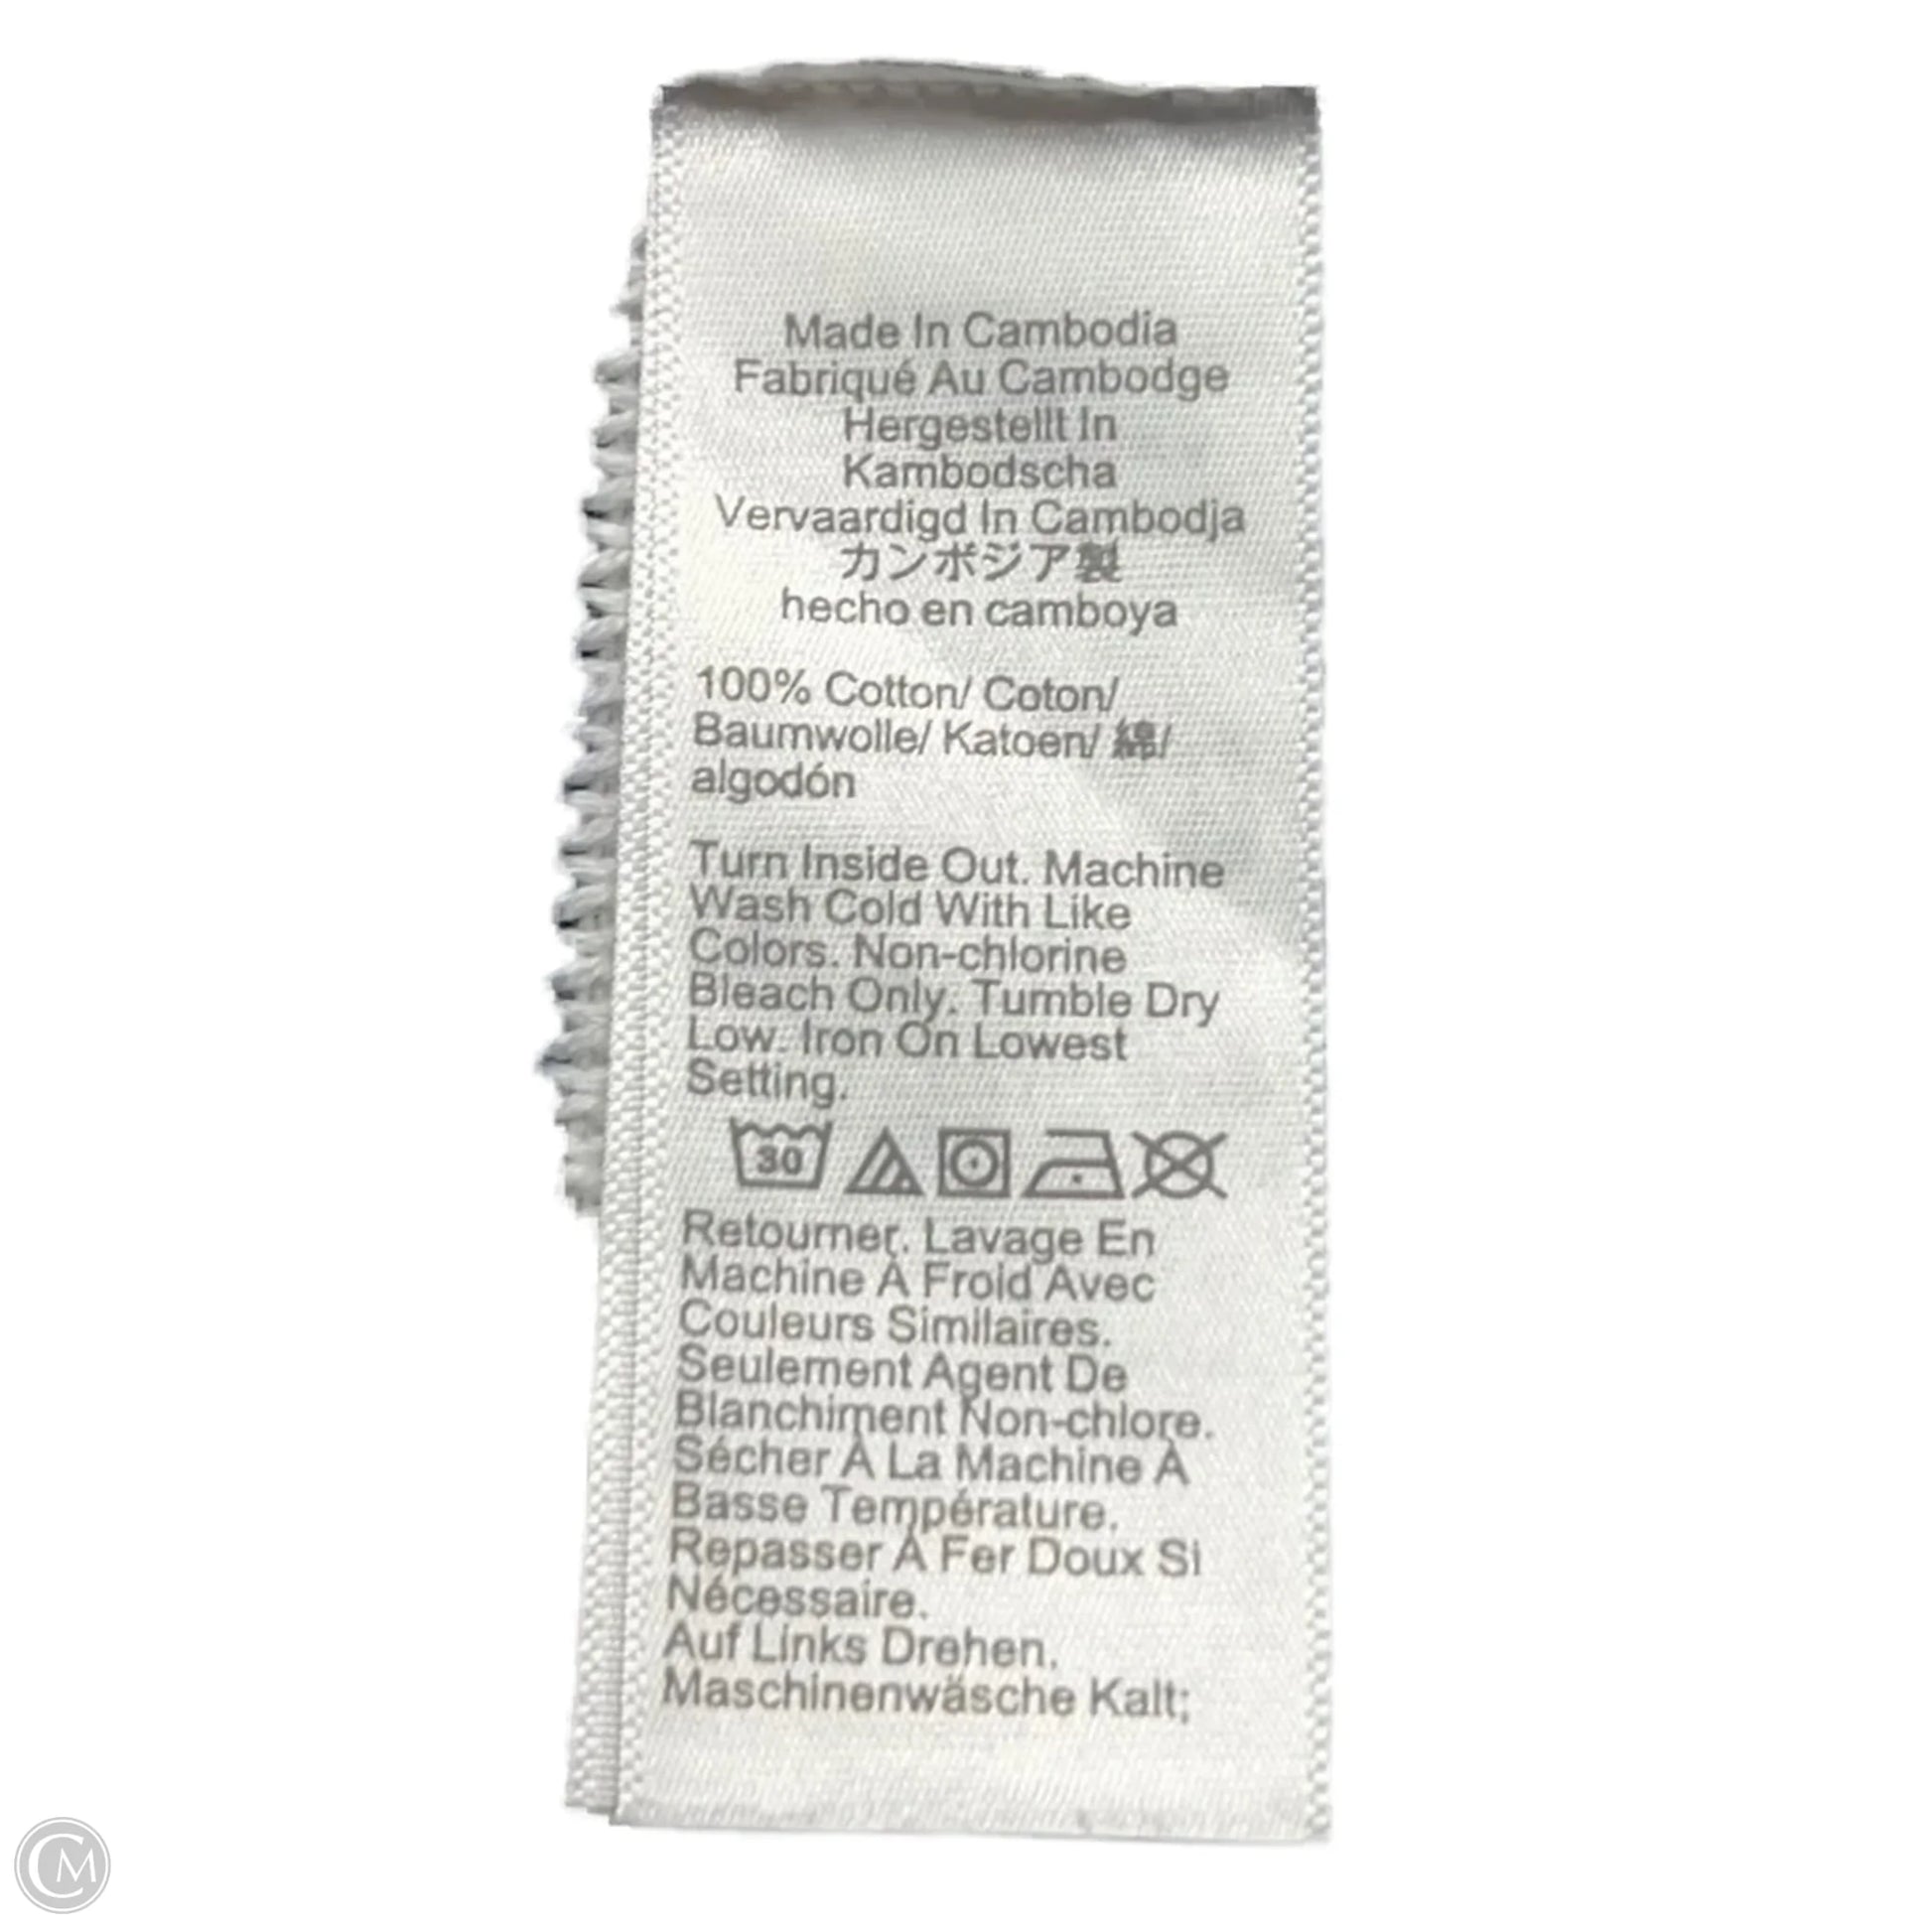 Made In Cambodia
Fabriqué Au Cambodge
Hergestellt In
Kambodscha
Vervaardigd In Cambodja
カンボジア製
hecho en camboya
100% Cotton/ Coton/
Baumwolle/ Katoen/ 綿/
algodón
Turn Inside Out. Machine
Wash Cold With Like
Colors. Non-chlorine
Bleach Only. Tumble Dry
Low. Iron On Lowest
Setting.
30
Retourner. Lavage En
Machine À Froid Avec
Couleurs Similaires.
Seulement Agent De
Blanchiment Non-chlore.
Sécher À La Machine À
Basse Température.
Repasser À Fer Doux Si
Nécessaire.
Auf Links Drehen.
Maschinenwäsche Kalt;
CM